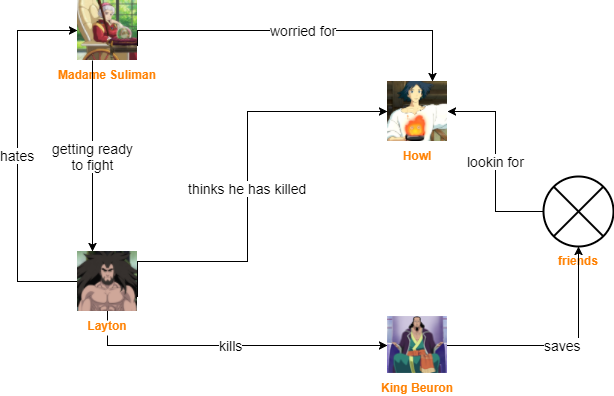 worried for
Madame Suliman
hates
getting ready
to fight
Howl
lookin for
thinks he has killed
friends
Layton
kills
saves
King Beuron